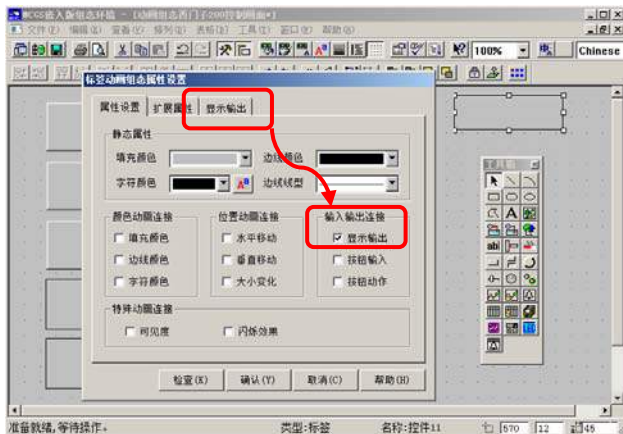 MCGS嵌入版组态环境 - [动画组态西门子200控制画面*]
文件(F) 编辑(E) 查看(V) 排列(D) 表格(B) 工具(T) 窗口(W) 帮助(H)
100% Chinese
标签动画组态属性设置
属性设置 扩展属性 显示输出
静态属性
填充颜色 边线颜色
字符颜色 边线线型
颜色动画连接 位置动画连接 输入输出连接
填充颜色 水平移动 显示输出
边线颜色 垂直移动 按钮输入
字符颜色 大小变化 按钮动作
特殊动画连接
可见度 闪烁效果
检查(K) 确认(Y) 取消(C) 帮助(H)
工具箱
准备就绪,等待操作。 类型:标签 名称:控件11 570 12 145